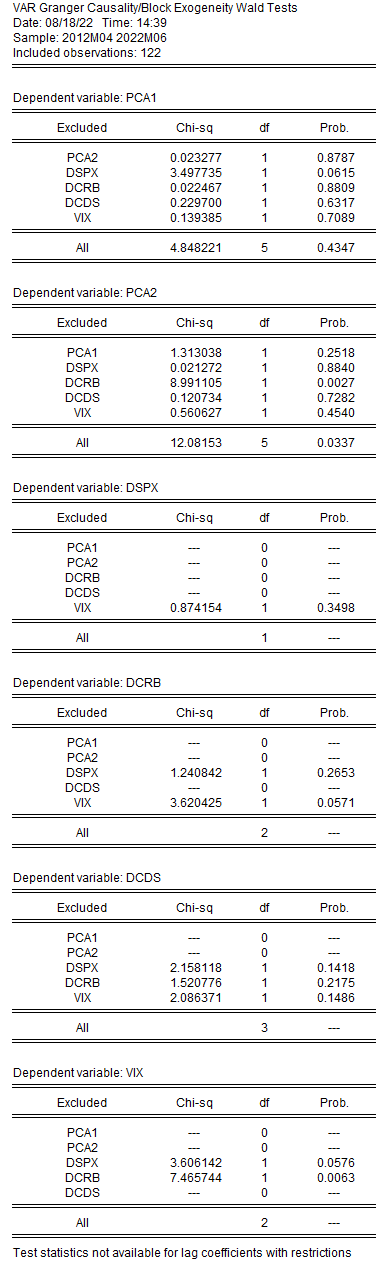 VAR Granger Causality/Block Exogeneity Wald Tests
Date: 08/18/22 Time: 14:39
Sample: 2012M04 2022M06
Included observations: 122
Dependent variable: PCA1
Excluded Chi-sq df Prob.
PCA2 0.023277 1 0.8787
DSPX 3.497735 1 0.0615
DCRB 0.022467 1 0.8809
DCDS 0.229700 1 0.6317
VIX 0.139385 1 0.7089
All 4.848221 5 0.4347
Dependent variable: PCA2
Excluded Chi-sq df Prob.
PCA1 1.313038 1 0.2518
DSPX 0.021272 1 0.8840
DCRB 8.991105 1 0.0027
DCDS 0.120734 1 0.7282
VIX 0.560627 1 0.4540
All 12.08153 5 0.0337
Dependent variable: DSPX
Excluded Chi-sq df Prob.
PCA1 --- 0 ---
PCA2 --- 0 ---
DCRB --- 0 ---
DCDS --- 0 ---
VIX 0.874154 1 0.3498
All 1 ---
Dependent variable: DCRB
Excluded Chi-sq df Prob.
PCA1 --- 0 ---
PCA2 --- 0 ---
DSPX 1.240842 1 0.2653
DCDS --- 0 ---
VIX 3.620425 1 0.0571
All 2 ---
Dependent variable: DCDS
Excluded Chi-sq df Prob.
PCA1 --- 0 ---
PCA2 --- 0 ---
DSPX 2.158118 1 0.1418
DCRB 1.520776 1 0.2175
VIX 2.086371 1 0.1486
All 3 ---
Dependent variable: VIX
Excluded Chi-sq df Prob.
PCA1 --- 0 ---
PCA2 --- 0 ---
DSPX 3.606142 1 0.0576
DCRB 7.465744 1 0.0063
DCDS --- 0 ---
All 2 ---
Test statistics not available for lag coefficients with restrictions